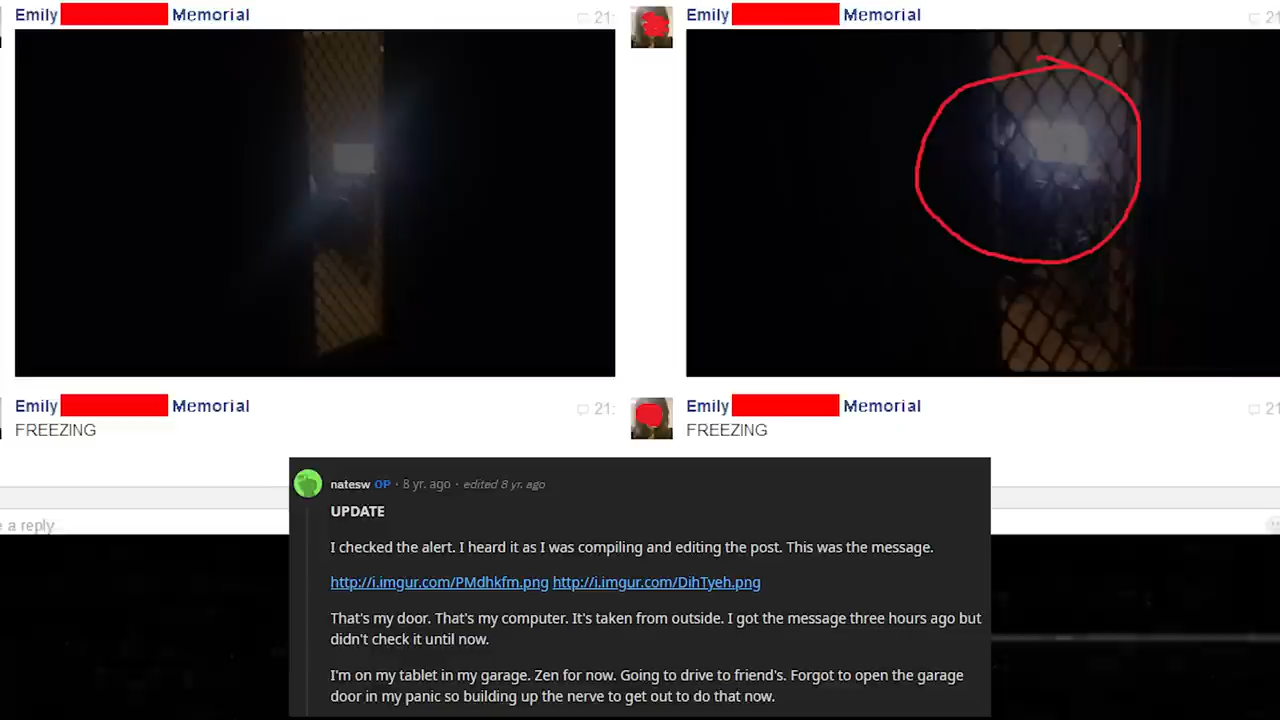 Emily Memorial 21:
Emily Memorial 21
Emily Memorial 21:
FREEZING
Emily Memorial 21
FREEZING
e a reply
natesw OP · 8 yr. ago · edited 8 yr. ago
UPDATE
I checked the alert. I heard it as I was compiling and editing the post. This was the message.
http://i.imgur.com/PMdhkfm.png http://i.imgur.com/DihTyeh.png
That's my door. That's my computer. It's taken from outside. I got the message three hours ago but
didn't check it until now.
I'm on my tablet in my garage. Zen for now. Going to drive to friend's. Forgot to open the garage
door in my panic so building up the nerve to get out to do that now.